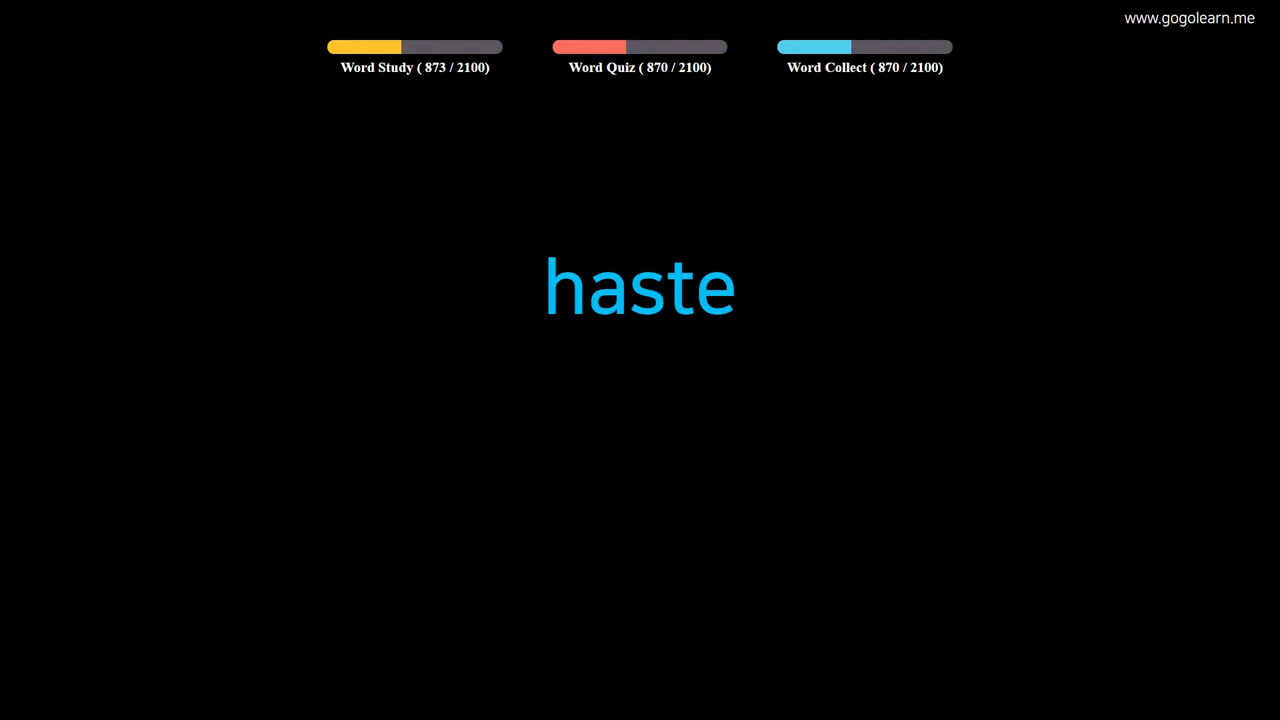 www.gogolearn.me
Word Study ( 873 / 2100)
Word Quiz ( 870 / 2100)
Word Collect ( 870 / 2100)
haste